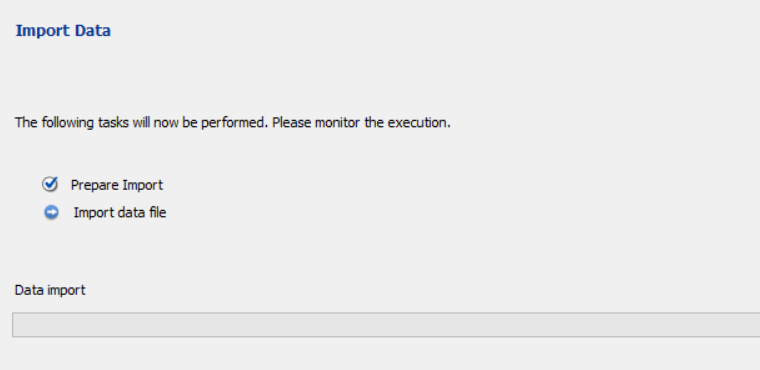 Import Data
The following tasks will now be performed. Please monitor the execution.
Prepare Import
Import data file
Data import